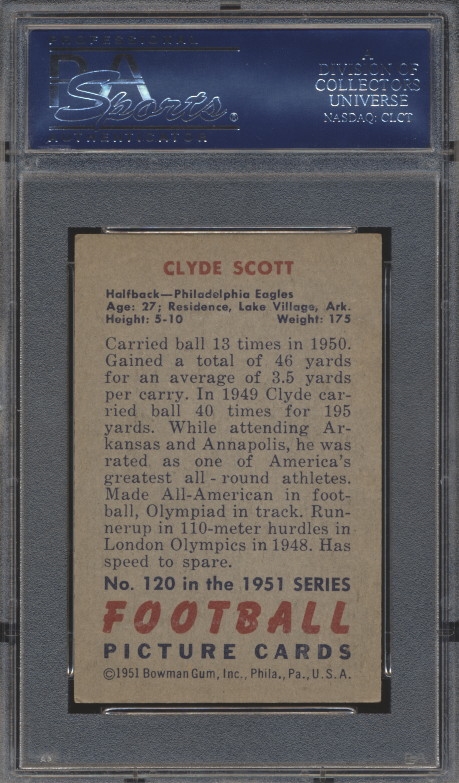 PROFESSIONAL
PSA
Sports®
AUTHENTICATOR
A
DIVISION OF
COLLECTORS
UNIVERSE
NASDAQ: CLCT
CLYDE SCOTT
Halfback—Philadelphia Eagles
Age: 27; Residence, Lake Village, Ark.
Height: 5-10 Weight: 175
Carried ball 13 times in 1950.
Gained a total of 46 yards
for an average of 3.5 yards
per carry. In 1949 Clyde car-
ried ball 40 times for 195
yards. While attending Ar-
kansas and Annapolis, he was
rated as one of America's
greatest all-round athletes.
Made All-American in foot-
ball, Olympiad in track. Run-
nerup in 110-meter hurdles in
London Olympics in 1948. Has
speed to spare.
No. 120 in the 1951 SERIES
FOOTBALL
PICTURE CARDS
©1951 Bowman Gum, Inc., Phila., Pa., U.S.A.